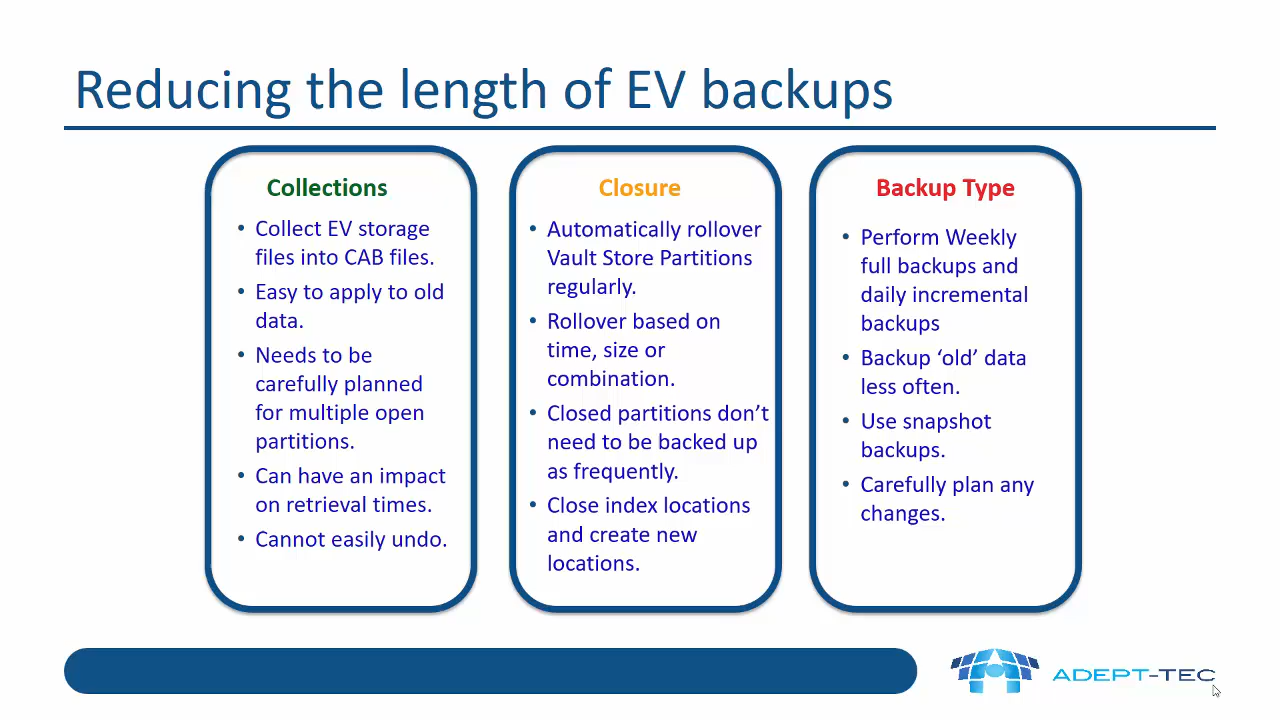 Reducing the length of EV backups
Collections
• Collect EV storage
files into CAB files.
• Easy to apply to old
data.
• Needs to be
carefully planned
for multiple open
partitions.
• Can have an impact
on retrieval times.
• Cannot easily undo.
Closure
• Automatically rollover
Vault Store Partitions
regularly.
• Rollover based on
time, size or
combination.
• Closed partitions don’t
need to be backed up
as frequently.
• Close index locations
and create new
locations.
Backup Type
• Perform Weekly
full backups and
daily incremental
backups
• Backup ‘old’ data
less often.
• Use snapshot
backups.
• Carefully plan any
changes.
ADEPT-TEC